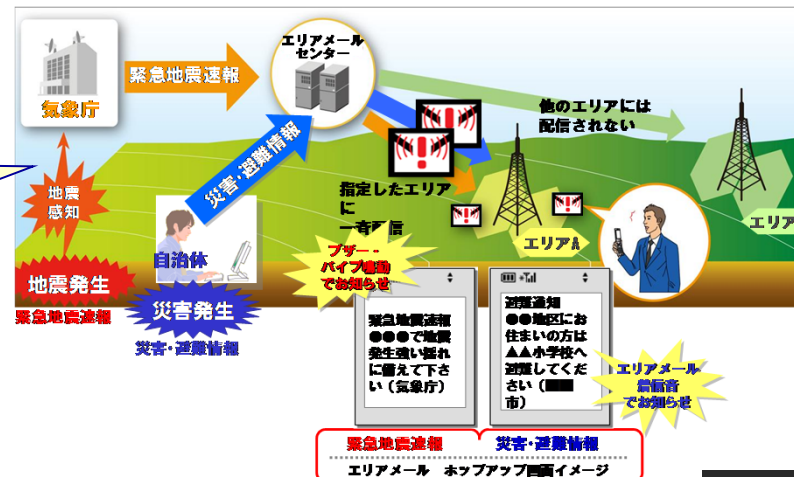 エリアメール
センター
緊急地震速報
気象庁
他のエリアには
配信されない
災害・避難情報
地震
感知
指定したエリア
に
一斉配信
自治体
エリアA
エリア
ブザー・
バイブ鳴動
でお知らせ
地震発生
緊急地震速報
災害発生
災害・避難情報
緊急地震速報
●●●で地震
発生強い揺れ
に備えて下さ
い（気象庁）
避難通知
●●地区にお
住まいの方は
▲▲小学校へ
避難してくだ
さい（■■
市）
エリアメール
着信音
でお知らせ
緊急地震速報
災害・避難情報
エリアメール ホップアップ画面イメージ